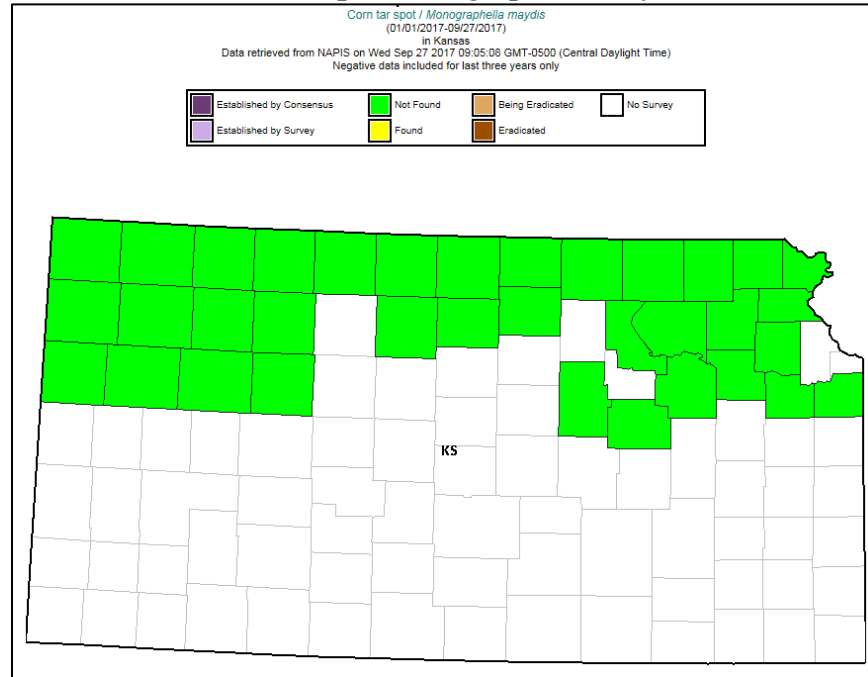 Corn tar spot / Monographella maydis
(01/01/2017-09/27/2017)
in Kansas
Data retrieved from NAPIS on Wed Sep 27 2017 09:05:08 GMT-0500 (Central Daylight Time)
Negative data included for last three years only
Established by Consensus Not Found Being Eradicated No Survey
Established by Survey Found Eradicated
KS